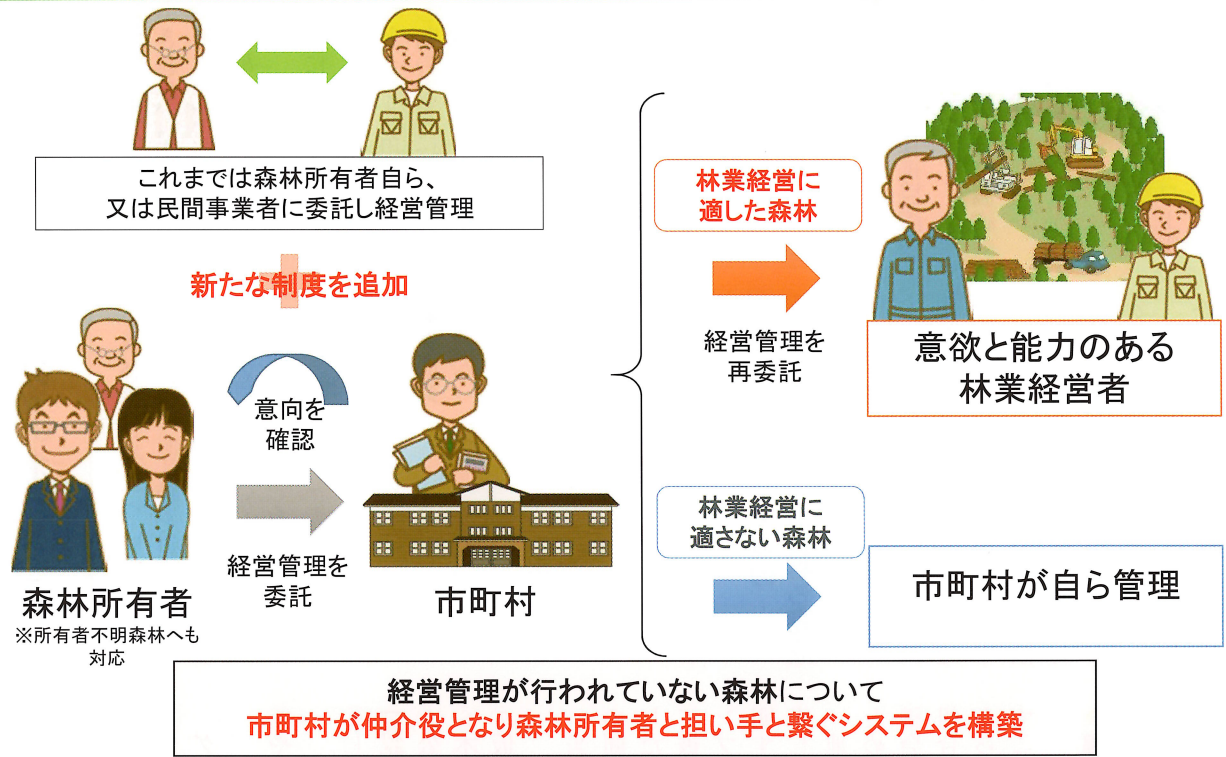 これまでは森林所有者自ら、
又は民間事業者に委託し経営管理
新たな制度を追加
意向を
確認
経営管理を
委託
森林所有者
※所有者不明森林へも
対応
市町村
林業経営に
適した森林
経営管理を
再委託
意欲と能力のある
林業経営者
林業経営に
適さない森林
市町村が自ら管理
経営管理が行われていない森林について
市町村が仲介役となり森林所有者と担い手と繋ぐシステムを構築